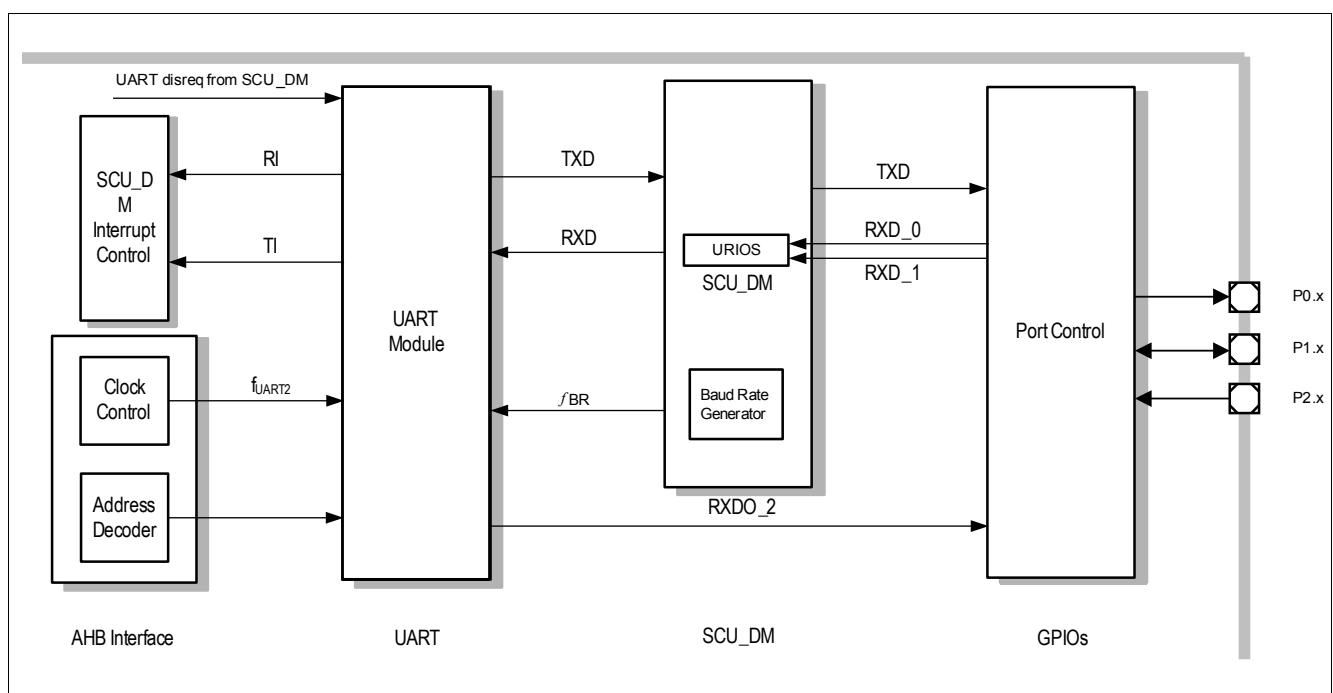 UART disreq from SCU_DM
SCU_D
M
Interrupt
Control
RI
TI
Clock
Control
fUART2
Address
Decoder
AHB Interface
UART
Module
UART
TXD
RXD
fBR
RXDO_2
URIOS
SCU_DM
Baud Rate
Generator
SCU_DM
TXD
RXD_0
RXD_1
Port Control
GPIOs
P0.x
P1.x
P2.x